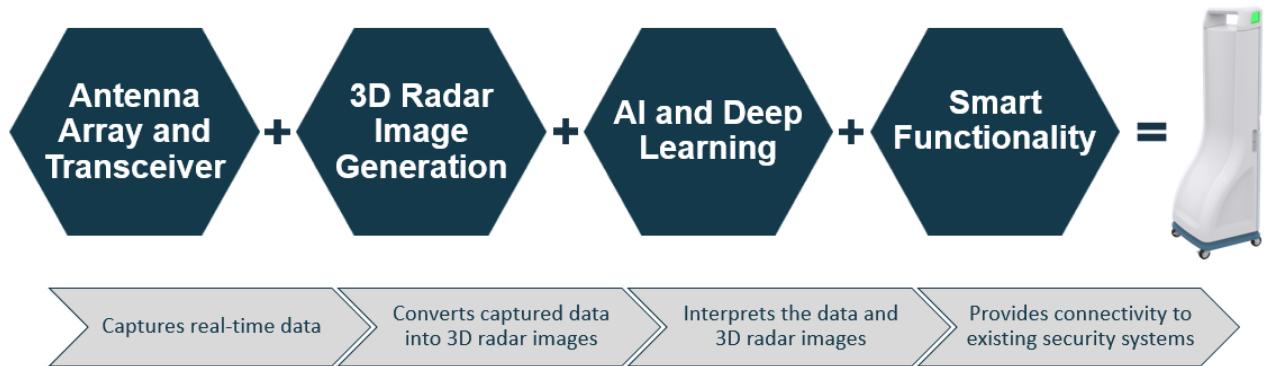 Antenna
Array and
Transceiver
+
3D Radar
Image
Generation
+
AI and Deep
Learning
+
Smart
Functionality
=
Captures real-time data
Converts captured data
into 3D radar images
Interprets the data and
3D radar images
Provides connectivity to
existing security systems